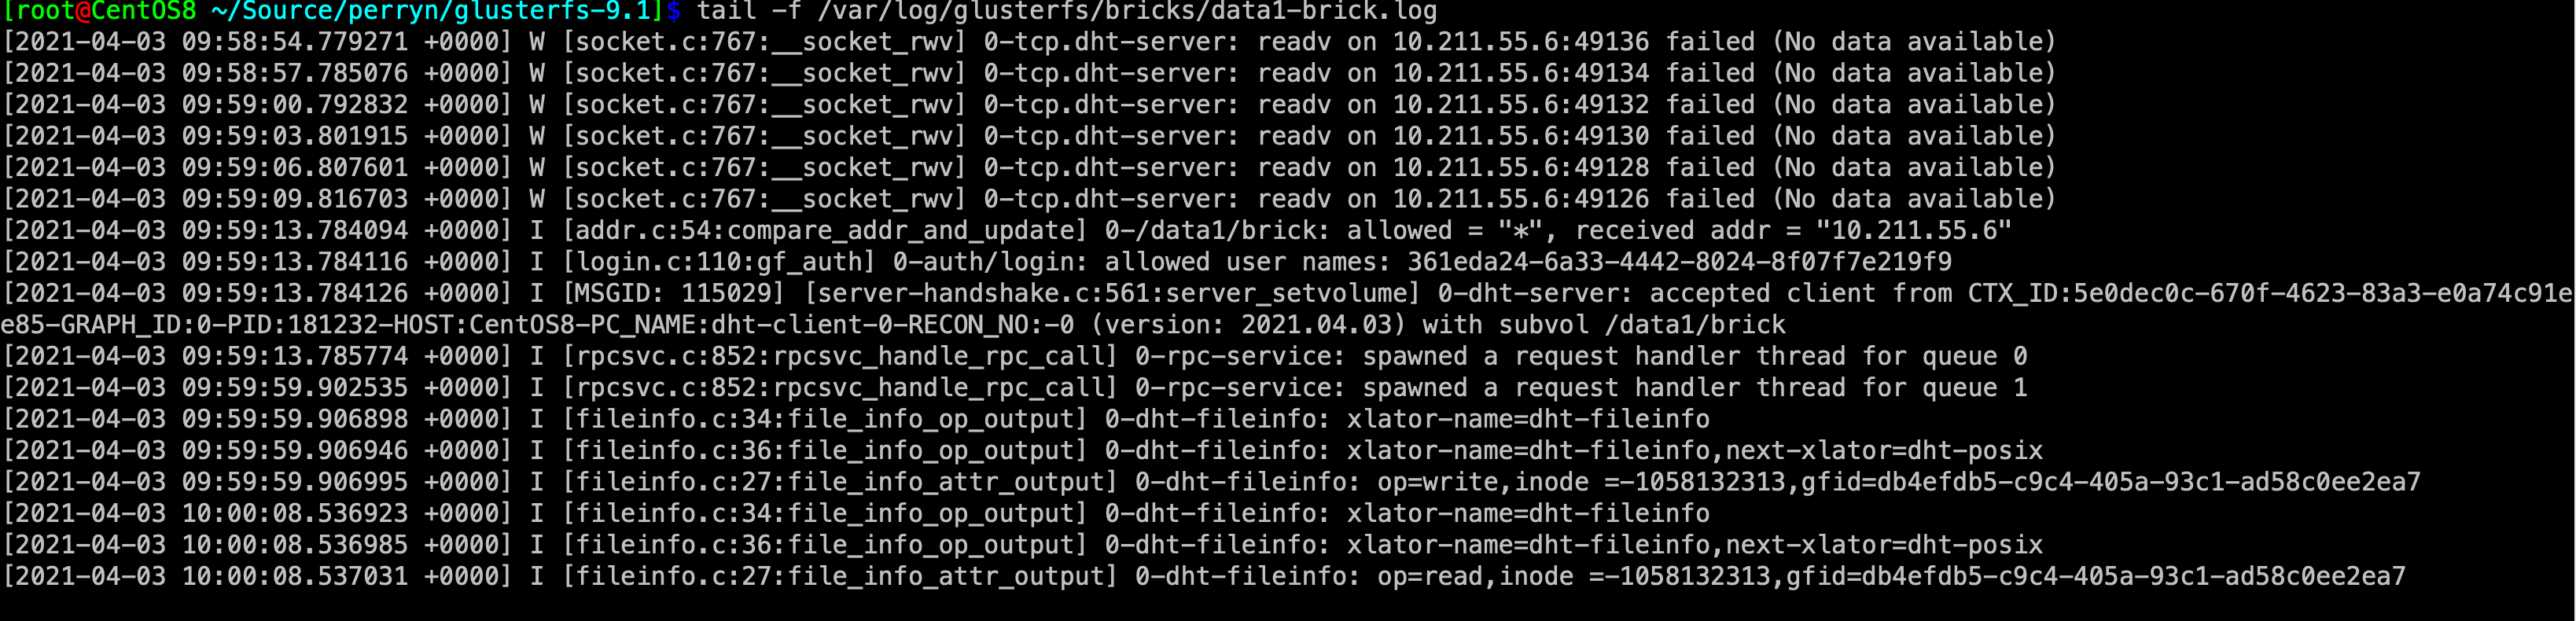 [root@CentOS8 ~/Source/perryn/glusterfs-9.1]$ tail -f /var/log/glusterfs/bricks/data1-brick.log
[2021-04-03 09:58:54.779271 +0000] W [socket.c:767:__socket_rwv] 0-tcp.dht-server: readv on 10.211.55.6:49136 failed (No data available)
[2021-04-03 09:58:57.785076 +0000] W [socket.c:767:__socket_rwv] 0-tcp.dht-server: readv on 10.211.55.6:49134 failed (No data available)
[2021-04-03 09:59:00.792832 +0000] W [socket.c:767:__socket_rwv] 0-tcp.dht-server: readv on 10.211.55.6:49132 failed (No data available)
[2021-04-03 09:59:03.801915 +0000] W [socket.c:767:__socket_rwv] 0-tcp.dht-server: readv on 10.211.55.6:49130 failed (No data available)
[2021-04-03 09:59:06.807601 +0000] W [socket.c:767:__socket_rwv] 0-tcp.dht-server: readv on 10.211.55.6:49128 failed (No data available)
[2021-04-03 09:59:09.816703 +0000] W [socket.c:767:__socket_rwv] 0-tcp.dht-server: readv on 10.211.55.6:49126 failed (No data available)
[2021-04-03 09:59:13.784094 +0000] I [addr.c:54:compare_addr_and_update] 0-/data1/brick: allowed = "*", received addr = "10.211.55.6"
[2021-04-03 09:59:13.784116 +0000] I [login.c:110:gf_auth] 0-auth/login: allowed user names: 361eda24-6a33-4442-8024-8f07f7e219f9
[2021-04-03 09:59:13.784126 +0000] I [MSGID: 115029] [server-handshake.c:561:server_setvolume] 0-dht-server: accepted client from CTX_ID:5e0dec0c-670f-4623-83a3-e0a74c91e
e85-GRAPH_ID:0-PID:181232-HOST:CentOS8-PC_NAME:dht-client-0-RECON_NO:-0 (version: 2021.04.03) with subvol /data1/brick
[2021-04-03 09:59:13.785774 +0000] I [rpcsvc.c:852:rpcsvc_handle_rpc_call] 0-rpc-service: spawned a request handler thread for queue 0
[2021-04-03 09:59:59.902535 +0000] I [rpcsvc.c:852:rpcsvc_handle_rpc_call] 0-rpc-service: spawned a request handler thread for queue 1
[2021-04-03 09:59:59.906898 +0000] I [fileinfo.c:34:file_info_op_output] 0-dht-fileinfo: xlator-name=dht-fileinfo
[2021-04-03 09:59:59.906946 +0000] I [fileinfo.c:36:file_info_op_output] 0-dht-fileinfo: xlator-name=dht-fileinfo,next-xlator=dht-posix
[2021-04-03 09:59:59.906995 +0000] I [fileinfo.c:27:file_info_attr_output] 0-dht-fileinfo: op=write,inode =-1058132313,gfid=db4efdb5-c9c4-405a-93c1-ad58c0ee2ea7
[2021-04-03 10:00:08.536923 +0000] I [fileinfo.c:34:file_info_op_output] 0-dht-fileinfo: xlator-name=dht-fileinfo
[2021-04-03 10:00:08.536985 +0000] I [fileinfo.c:36:file_info_op_output] 0-dht-fileinfo: xlator-name=dht-fileinfo,next-xlator=dht-posix
[2021-04-03 10:00:08.537031 +0000] I [fileinfo.c:27:file_info_attr_output] 0-dht-fileinfo: op=read,inode =-1058132313,gfid=db4efdb5-c9c4-405a-93c1-ad58c0ee2ea7